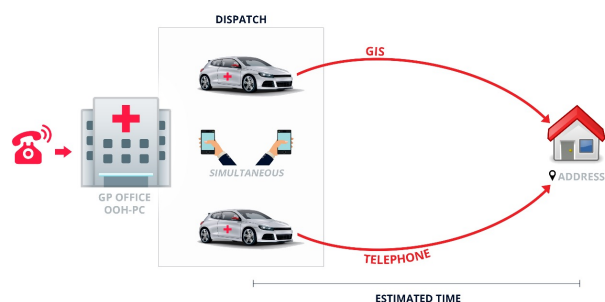 DISPATCH
GIS
SIMULTANEOUS
GP OFFICE
OOH-PC
ADDRESS
TELEPHONE
ESTIMATED TIME